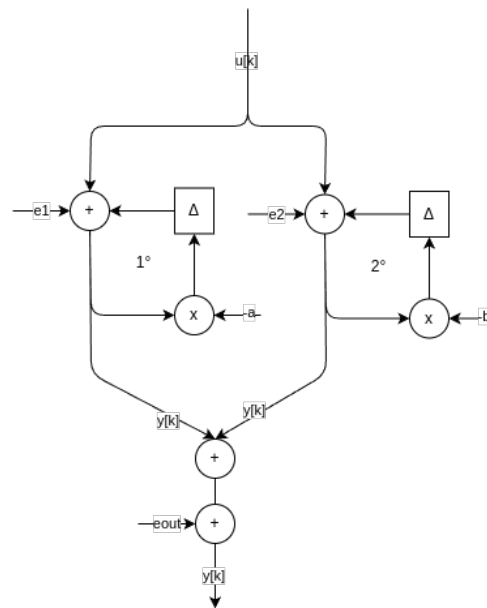 u[k]
e1 + Δ e2 + Δ
1° 2°
x -a x -b
y[k] y[k]
+
eout +
y[k]